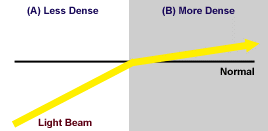 (A) Less Dense
(B) More Dense
Normal
Light Beam